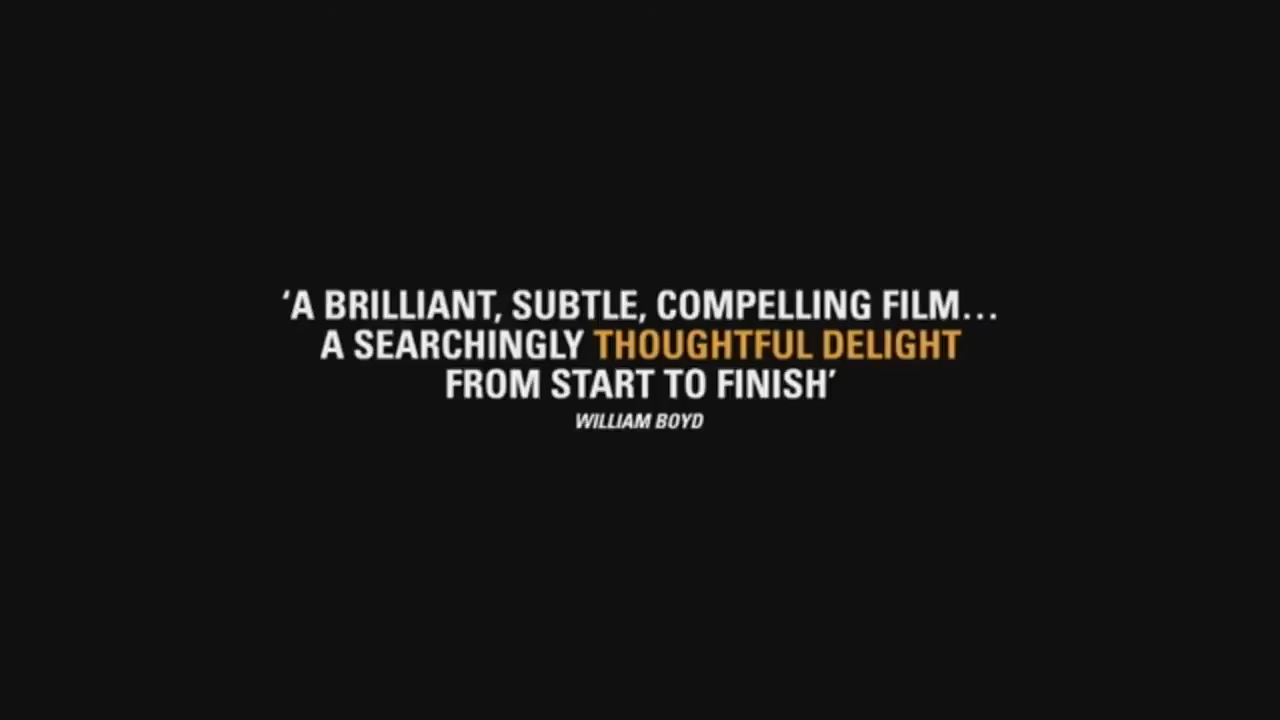 ‘A BRILLIANT, SUBTLE, COMPELLING FILM...
A SEARCHINGLY THOUGHTFUL DELIGHT
FROM START TO FINISH’
WILLIAM BOYD